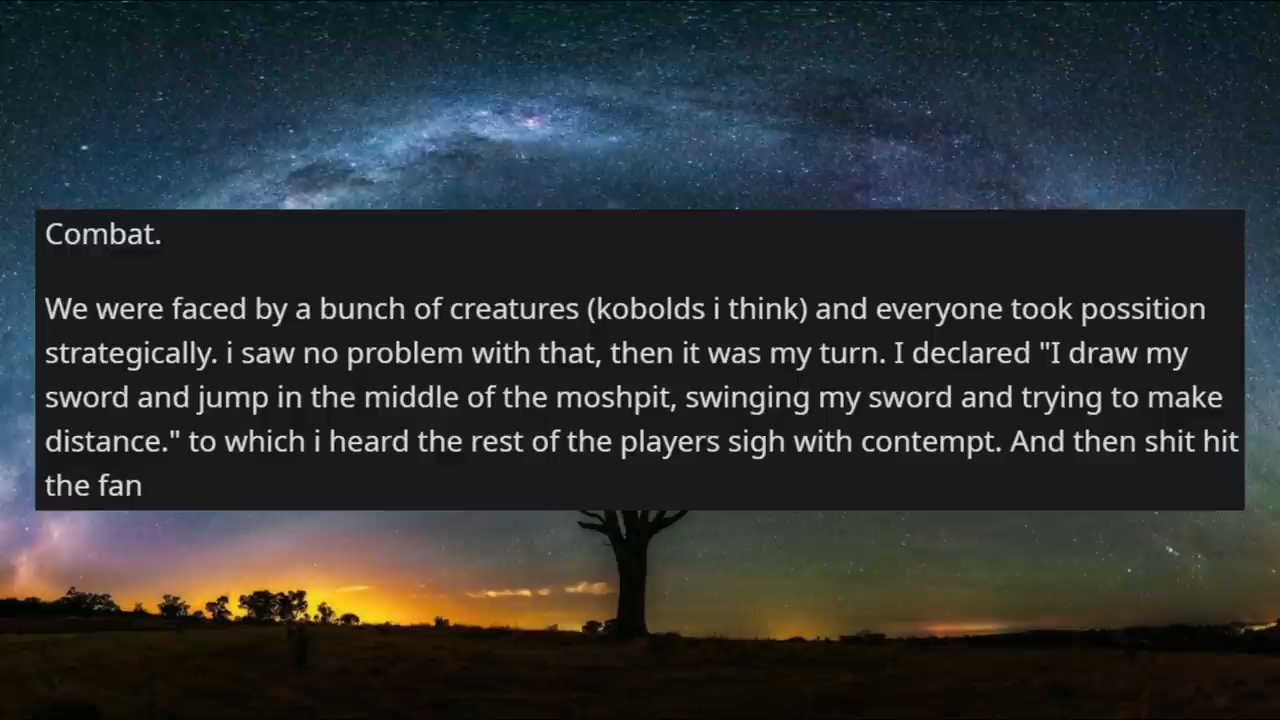 Combat.
We were faced by a bunch of creatures (kobolds i think) and everyone took possition
strategically. i saw no problem with that, then it was my turn. I declared "I draw my
sword and jump in the middle of the moshpit, swinging my sword and trying to make
distance." to which i heard the rest of the players sigh with contempt. And then shit hit
the fan